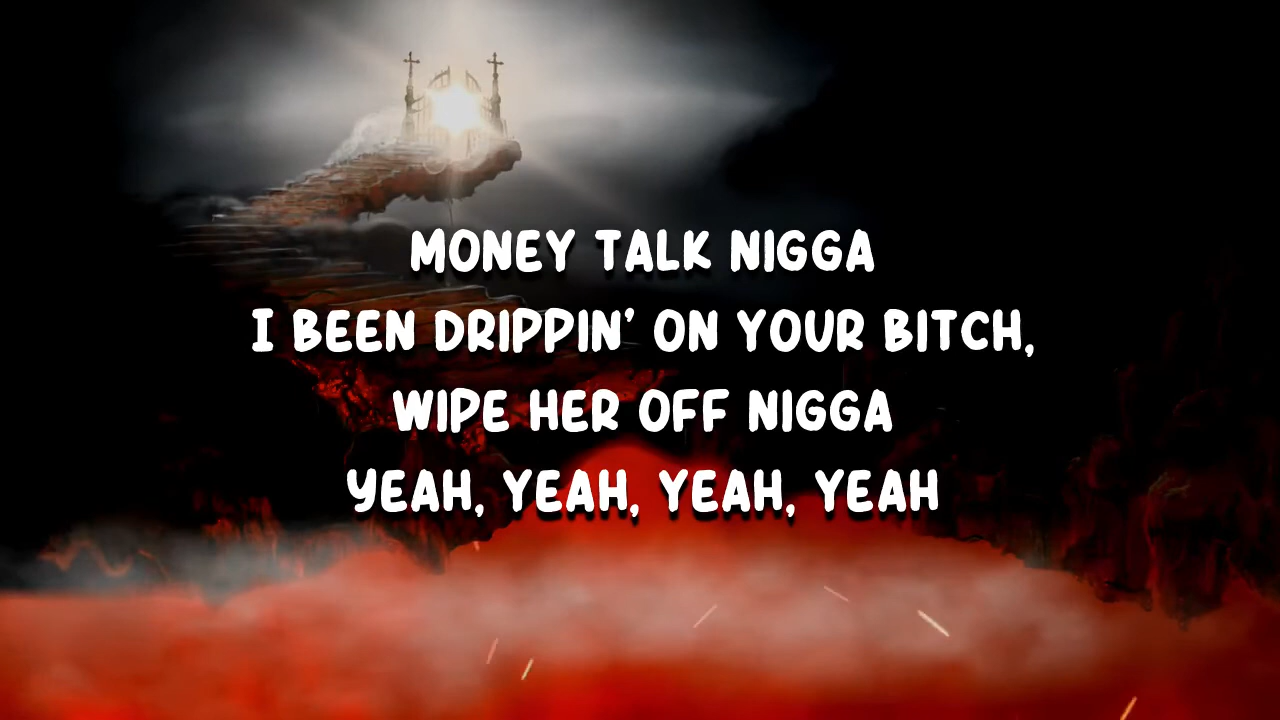 MONEY TALK NIGGA
I BEEN DRIPPIN' ON YOUR BITCH,
WIPE HER OFF NIGGA
YEAH, YEAH, YEAH, YEAH